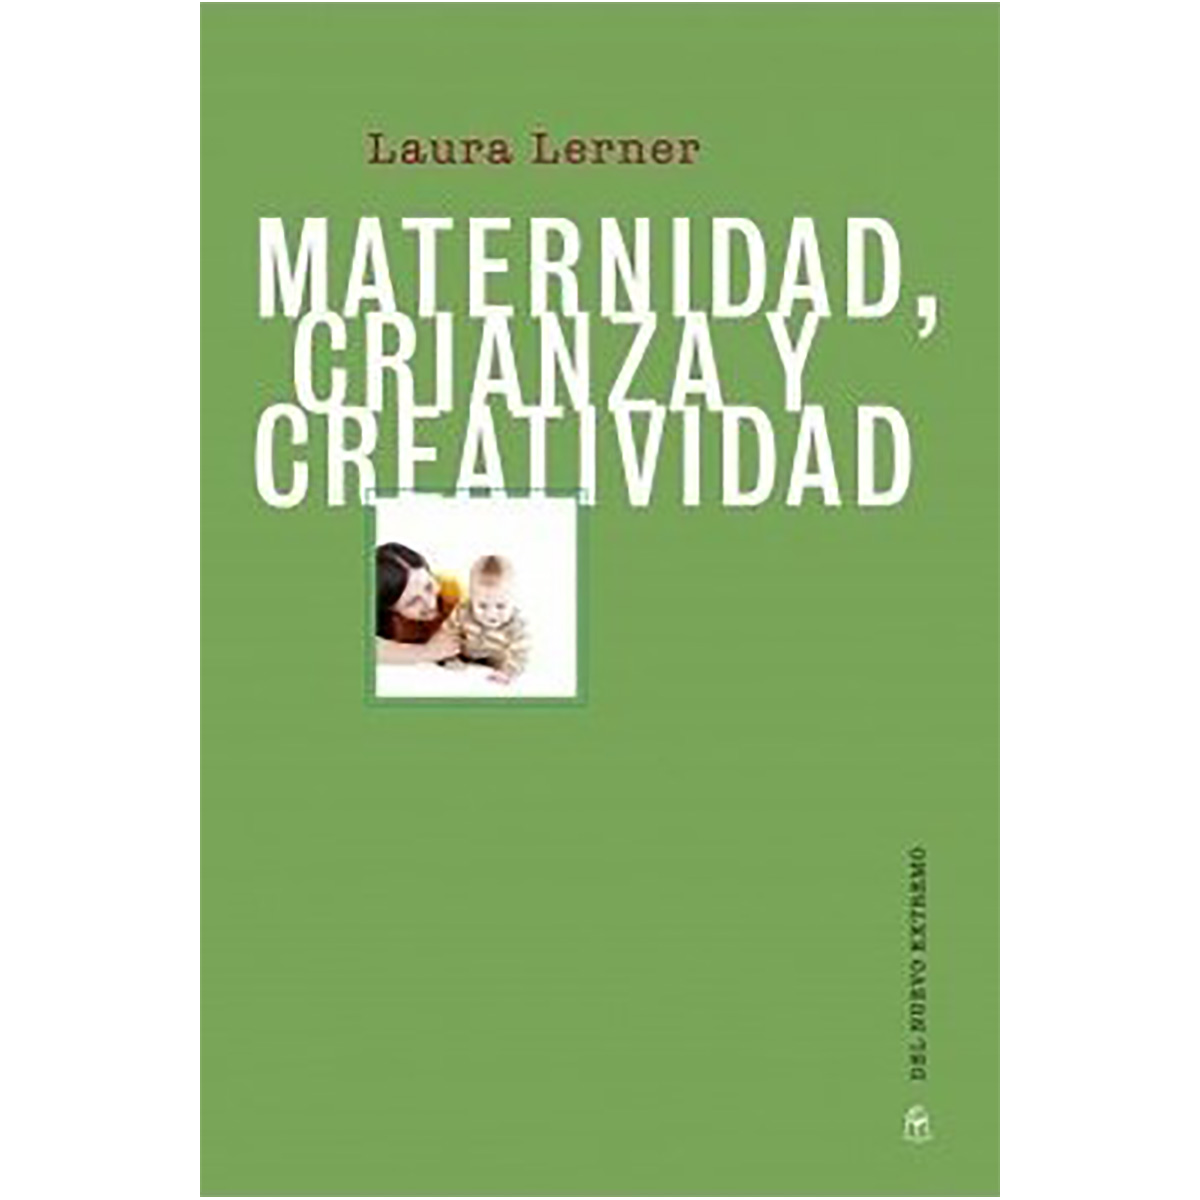 Laura Lerner
MATERNIDAD,
CRIANZA Y
CREATIVIDAD
DEL NUEVO EXTREMO